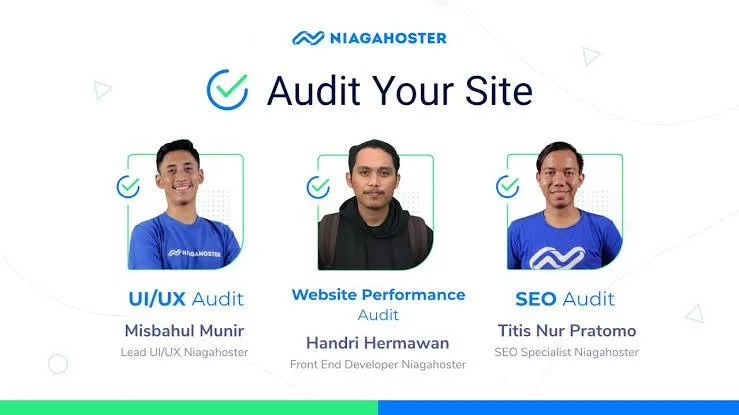 NIAGAHOSTER
Audit Your Site
NIAGAHOSTER
UI/UX Audit
Misbahul Munir
Lead UI/UX Niagahoster
Website Performance
Audit
Handri Hermawan
Front End Developer Niagahoster
SEO Audit
Titis Nur Pratomo
SEO Specialist Niagahoster